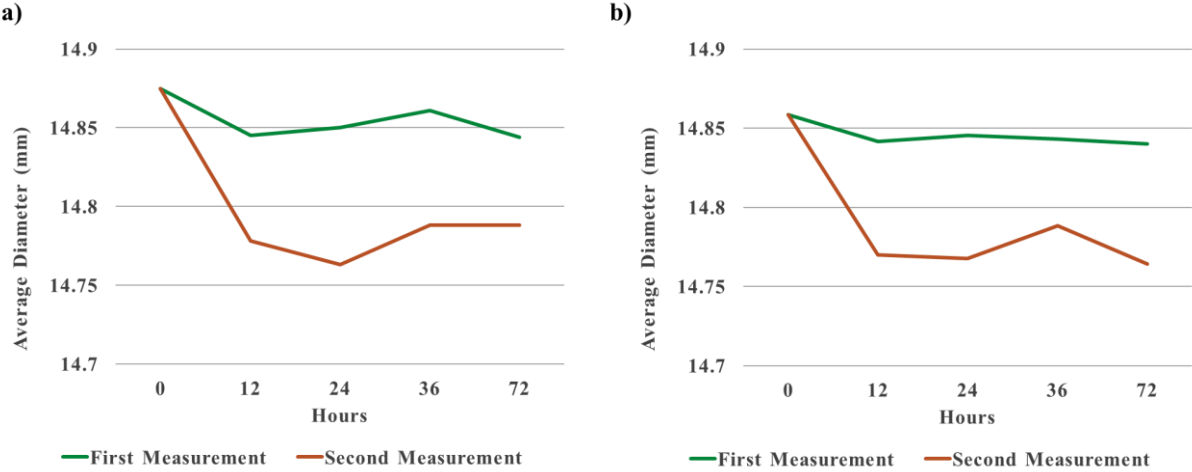 a)
Average Diameter (mm)
14.9
14.85
14.8
14.75
14.7
0 12 24 36 72
Hours
First Measurement Second Measurement
b)
Average Diameter (mm)
14.9
14.85
14.8
14.75
14.7
0 12 24 36 72
Hours
First Measurement Second Measurement